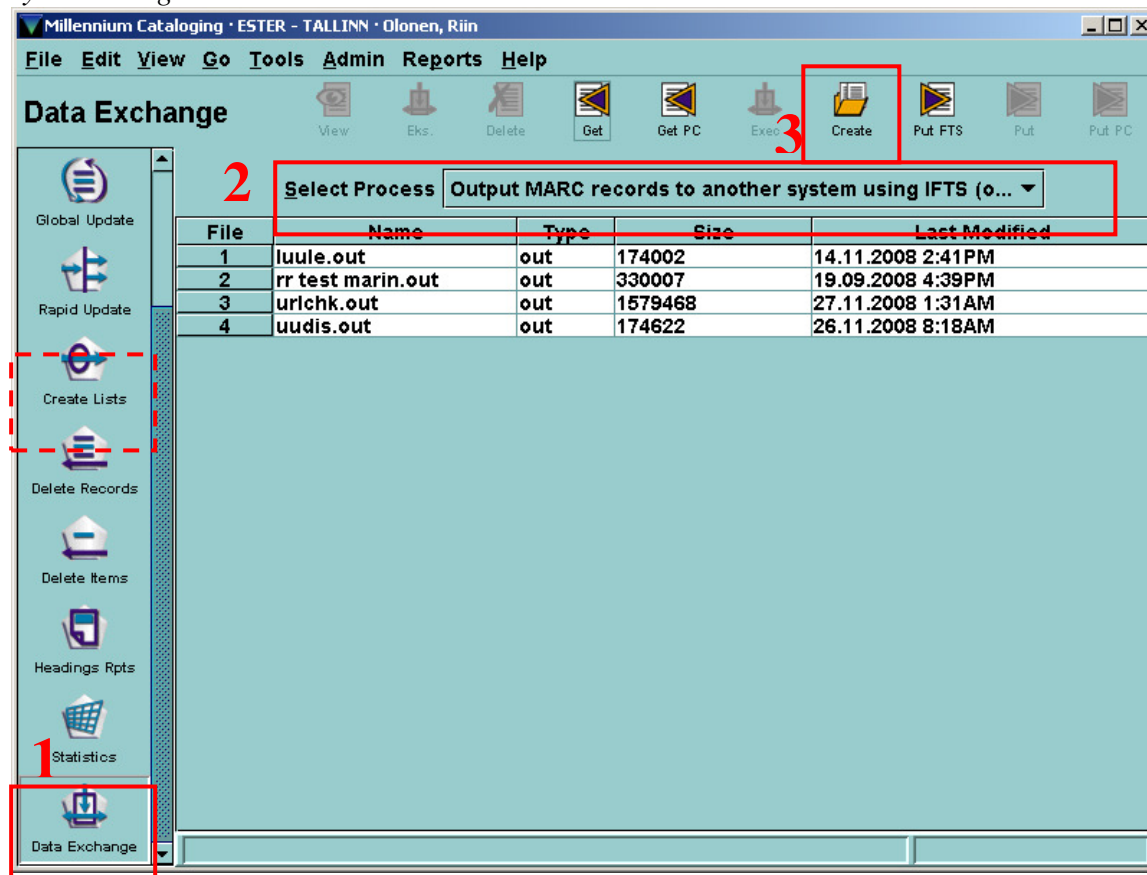 Millennium Cataloging · ESTER - TALLINN · Olonen, Riin
File Edit View Go Tools Admin Reports Help
Data Exchange
View Eks. Delete Get Get PC Exec Create Put FTS Put Put PC
3
2
Select Process Output MARC records to another system using IFTS (o...
Global Update
File Name Type Size Last Modified
1 luule.out out 174002 14.11.2008 2:41PM
2 rr test marin.out out 330007 19.09.2008 4:39PM
3 urlchk.out out 1579468 27.11.2008 1:31AM
4 uudis.out out 174622 26.11.2008 8:18AM
Rapid Update
Create Lists
Delete Records
Delete Items
Headings Rpts
Statistics
1
Data Exchange